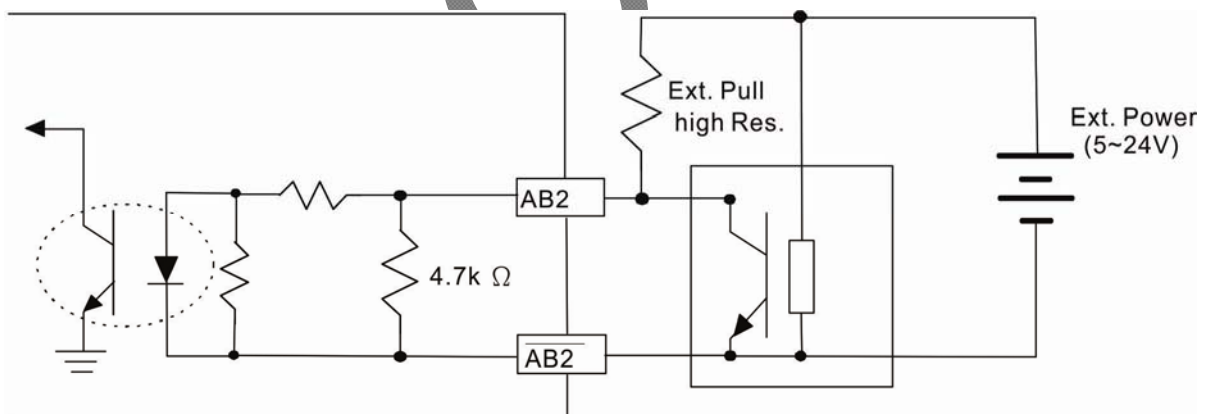 Ext. Pull
high Res.
Ext. Power
(5~24V)
AB2
4.7k Ω
AB2